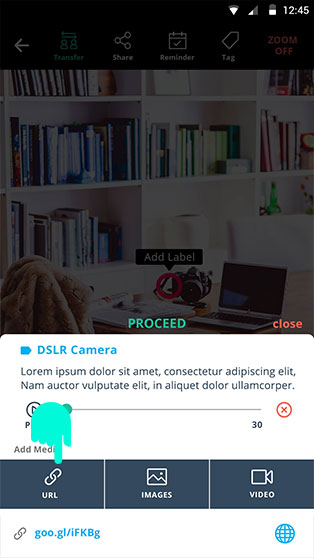 12:45
Transfer Share Reminder Tag ZOOM
OFF
Add Label
PROCEED close
DSLR Camera
Lorem ipsum dolor sit amet, consectetur adipiscing elit,
Nam auctor vulputate elit, in aliquet dolor ullamcorper.
30
Add Media
URL IMAGES VIDEO
goo.gl/iFKBg